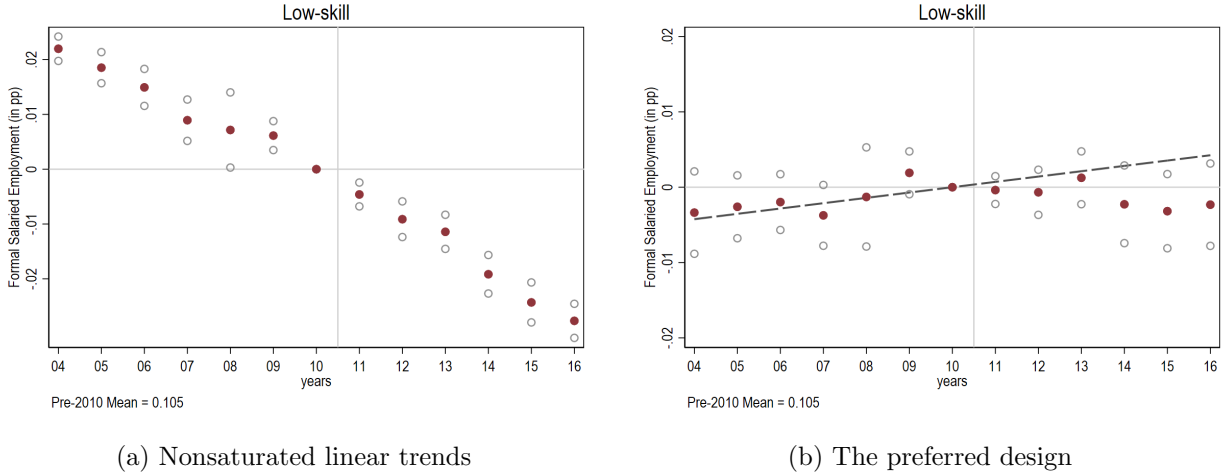 Low-skill
Formal Salaried Employment (in pp)
.02
.01
0
-.01
-.02
04 05 06 07 08 09 10 11 12 13 14 15 16
years
Pre-2010 Mean = 0.105
(a) Nonsaturated linear trends
Low-skill
Formal Salaried Employment (in pp)
.02
.01
0
-.01
-.02
04 05 06 07 08 09 10 11 12 13 14 15 16
years
Pre-2010 Mean = 0.105
(b) The preferred design